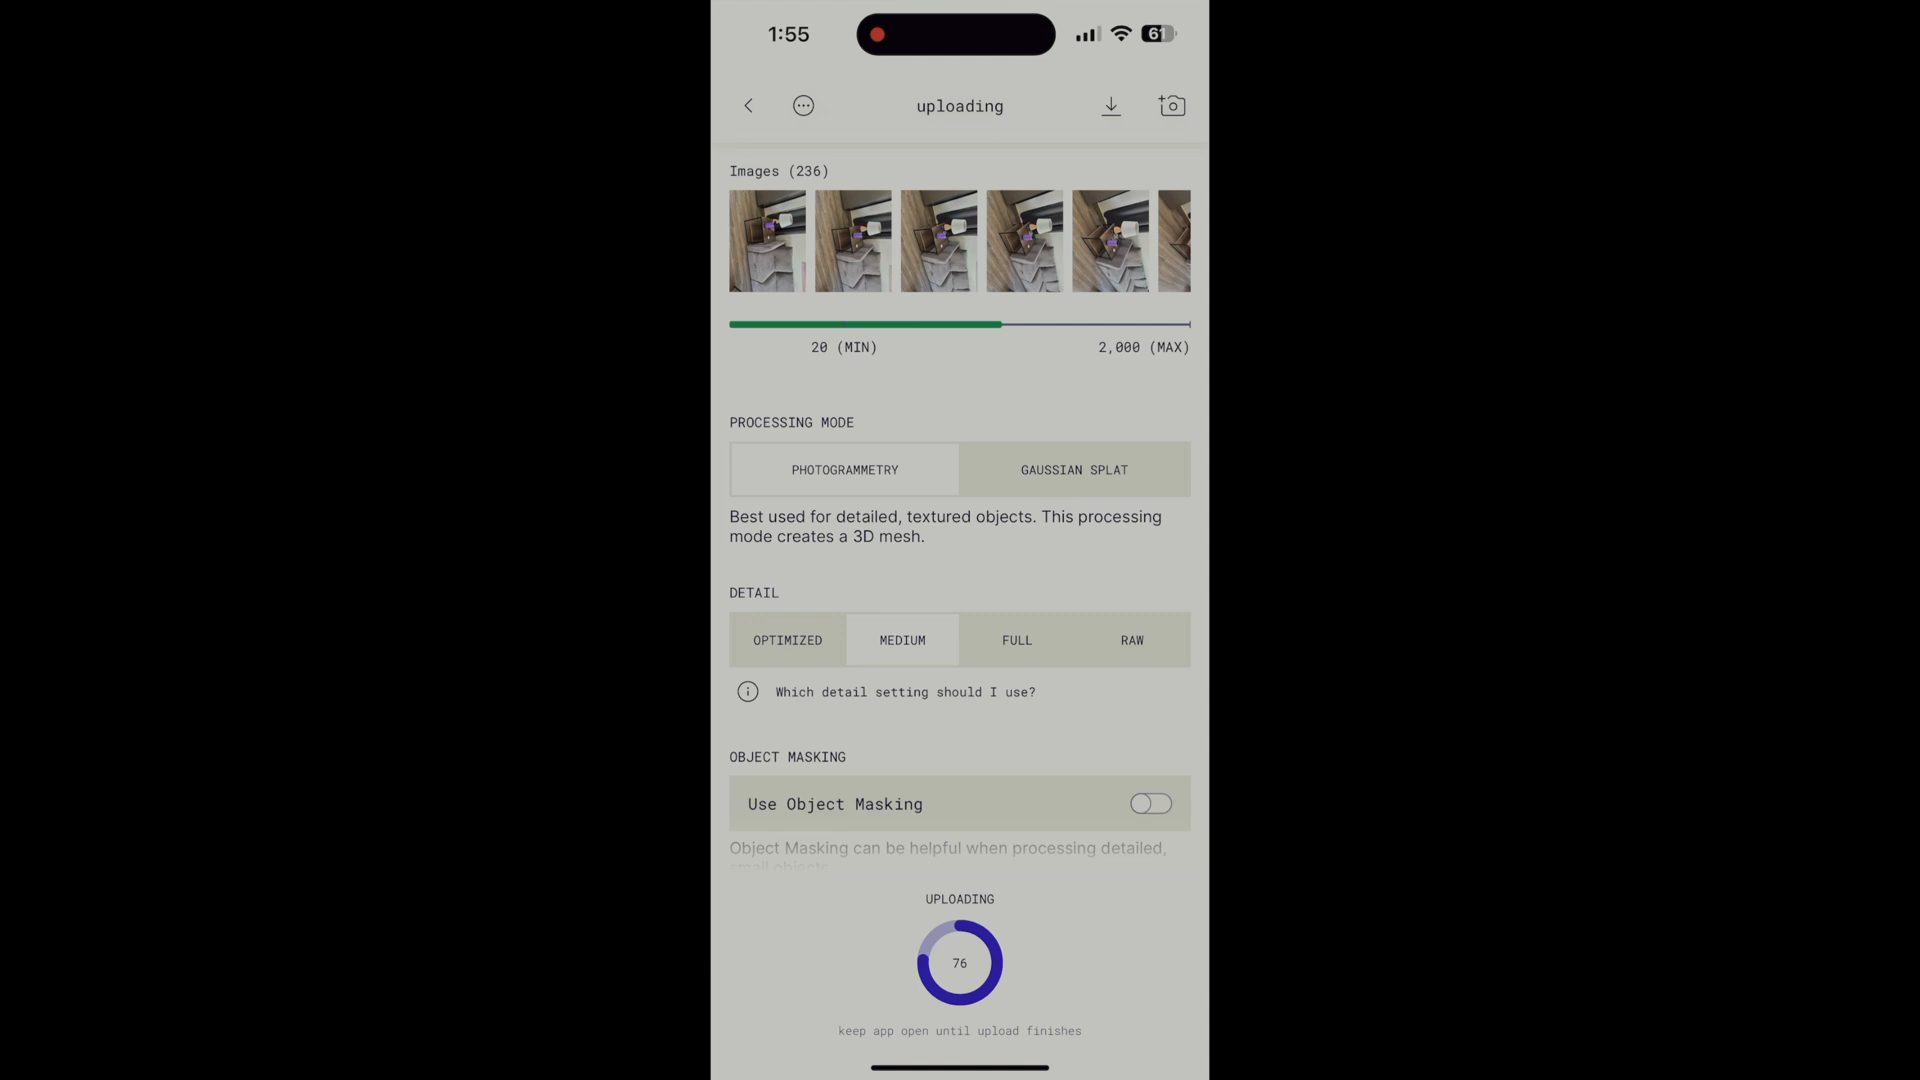 1:55
61
uploading
Images (236)
20 (MIN)
2,000 (MAX)
PROCESSING MODE
PHOTOGRAMMETRY
GAUSSIAN SPLAT
Best used for detailed, textured objects. This processing
mode creates a 3D mesh.
DETAIL
OPTIMIZED
MEDIUM
FULL
RAW
Which detail setting should I use?
OBJECT MASKING
Use Object Masking
Object Masking can be helpful when processing detailed,
small objects.
UPLOADING
76
keep app open until upload finishes